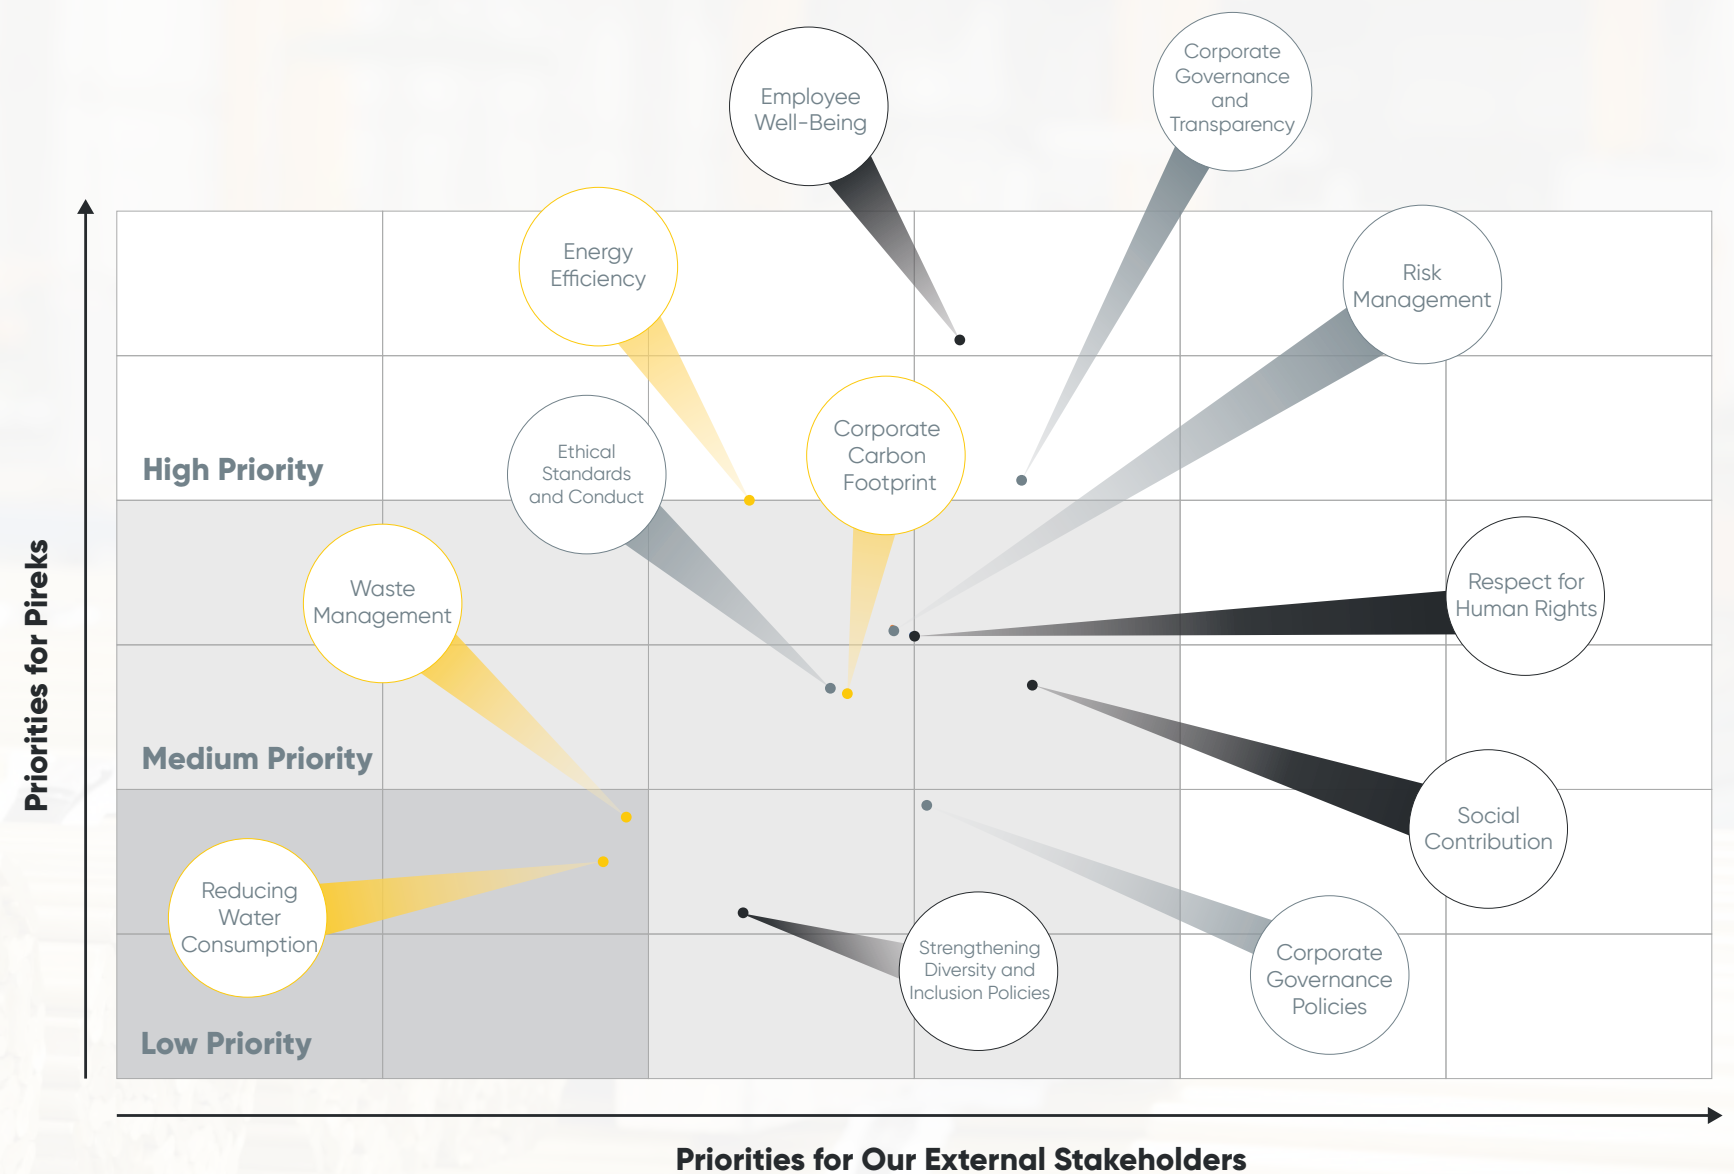 Corporate
Governance
and
Transparency
Employee
Well-Being
Energy
Efficiency
Risk
Management
Corporate
Carbon
Footprint
Ethical
Standards
and Conduct
High Priority
Waste
Management
Respect for
Human Rights
Priorities for Pireks
Medium Priority
Social
Contribution
Reducing
Water
Consumption
Strengthening
Diversity and
Inclusion Policies
Corporate
Governance
Policies
Low Priority
Priorities for Our External Stakeholders